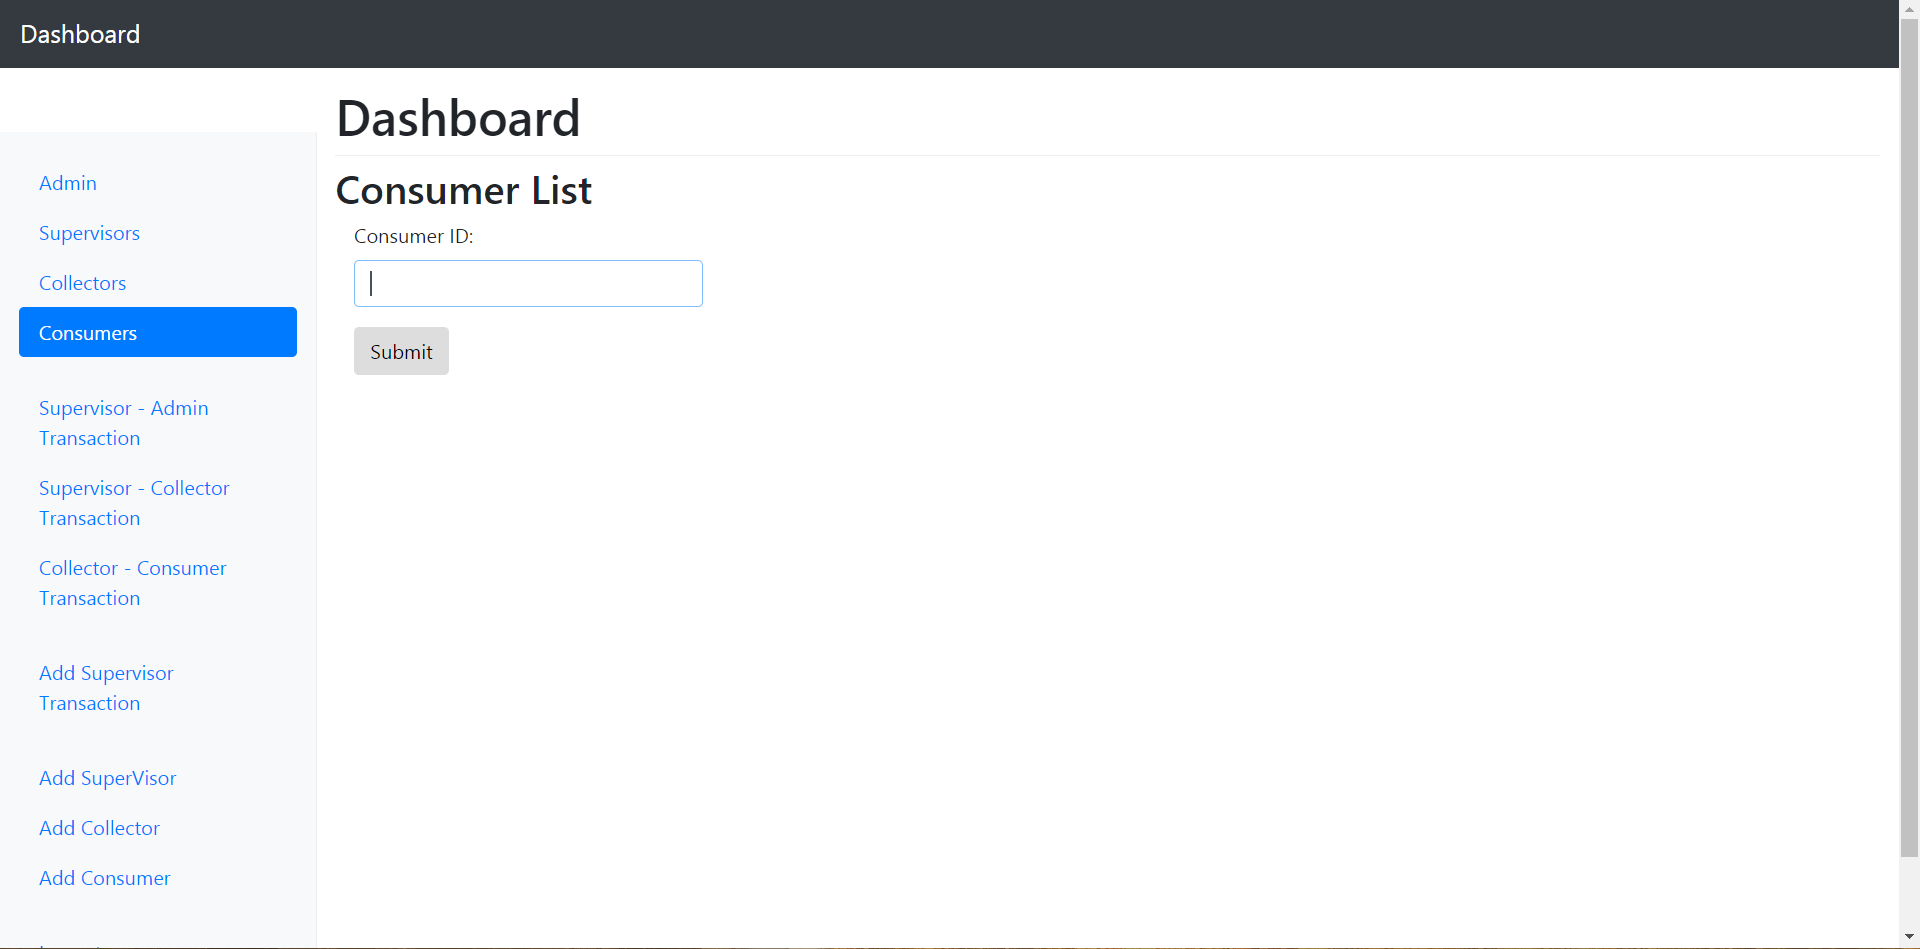 Dashboard
Dashboard
Admin
Supervisors
Collectors
Consumers
Supervisor - Admin
Transaction
Supervisor - Collector
Transaction
Collector - Consumer
Transaction
Add Supervisor
Transaction
Add SuperVisor
Add Collector
Add Consumer
Consumer List
Consumer ID:
Submit